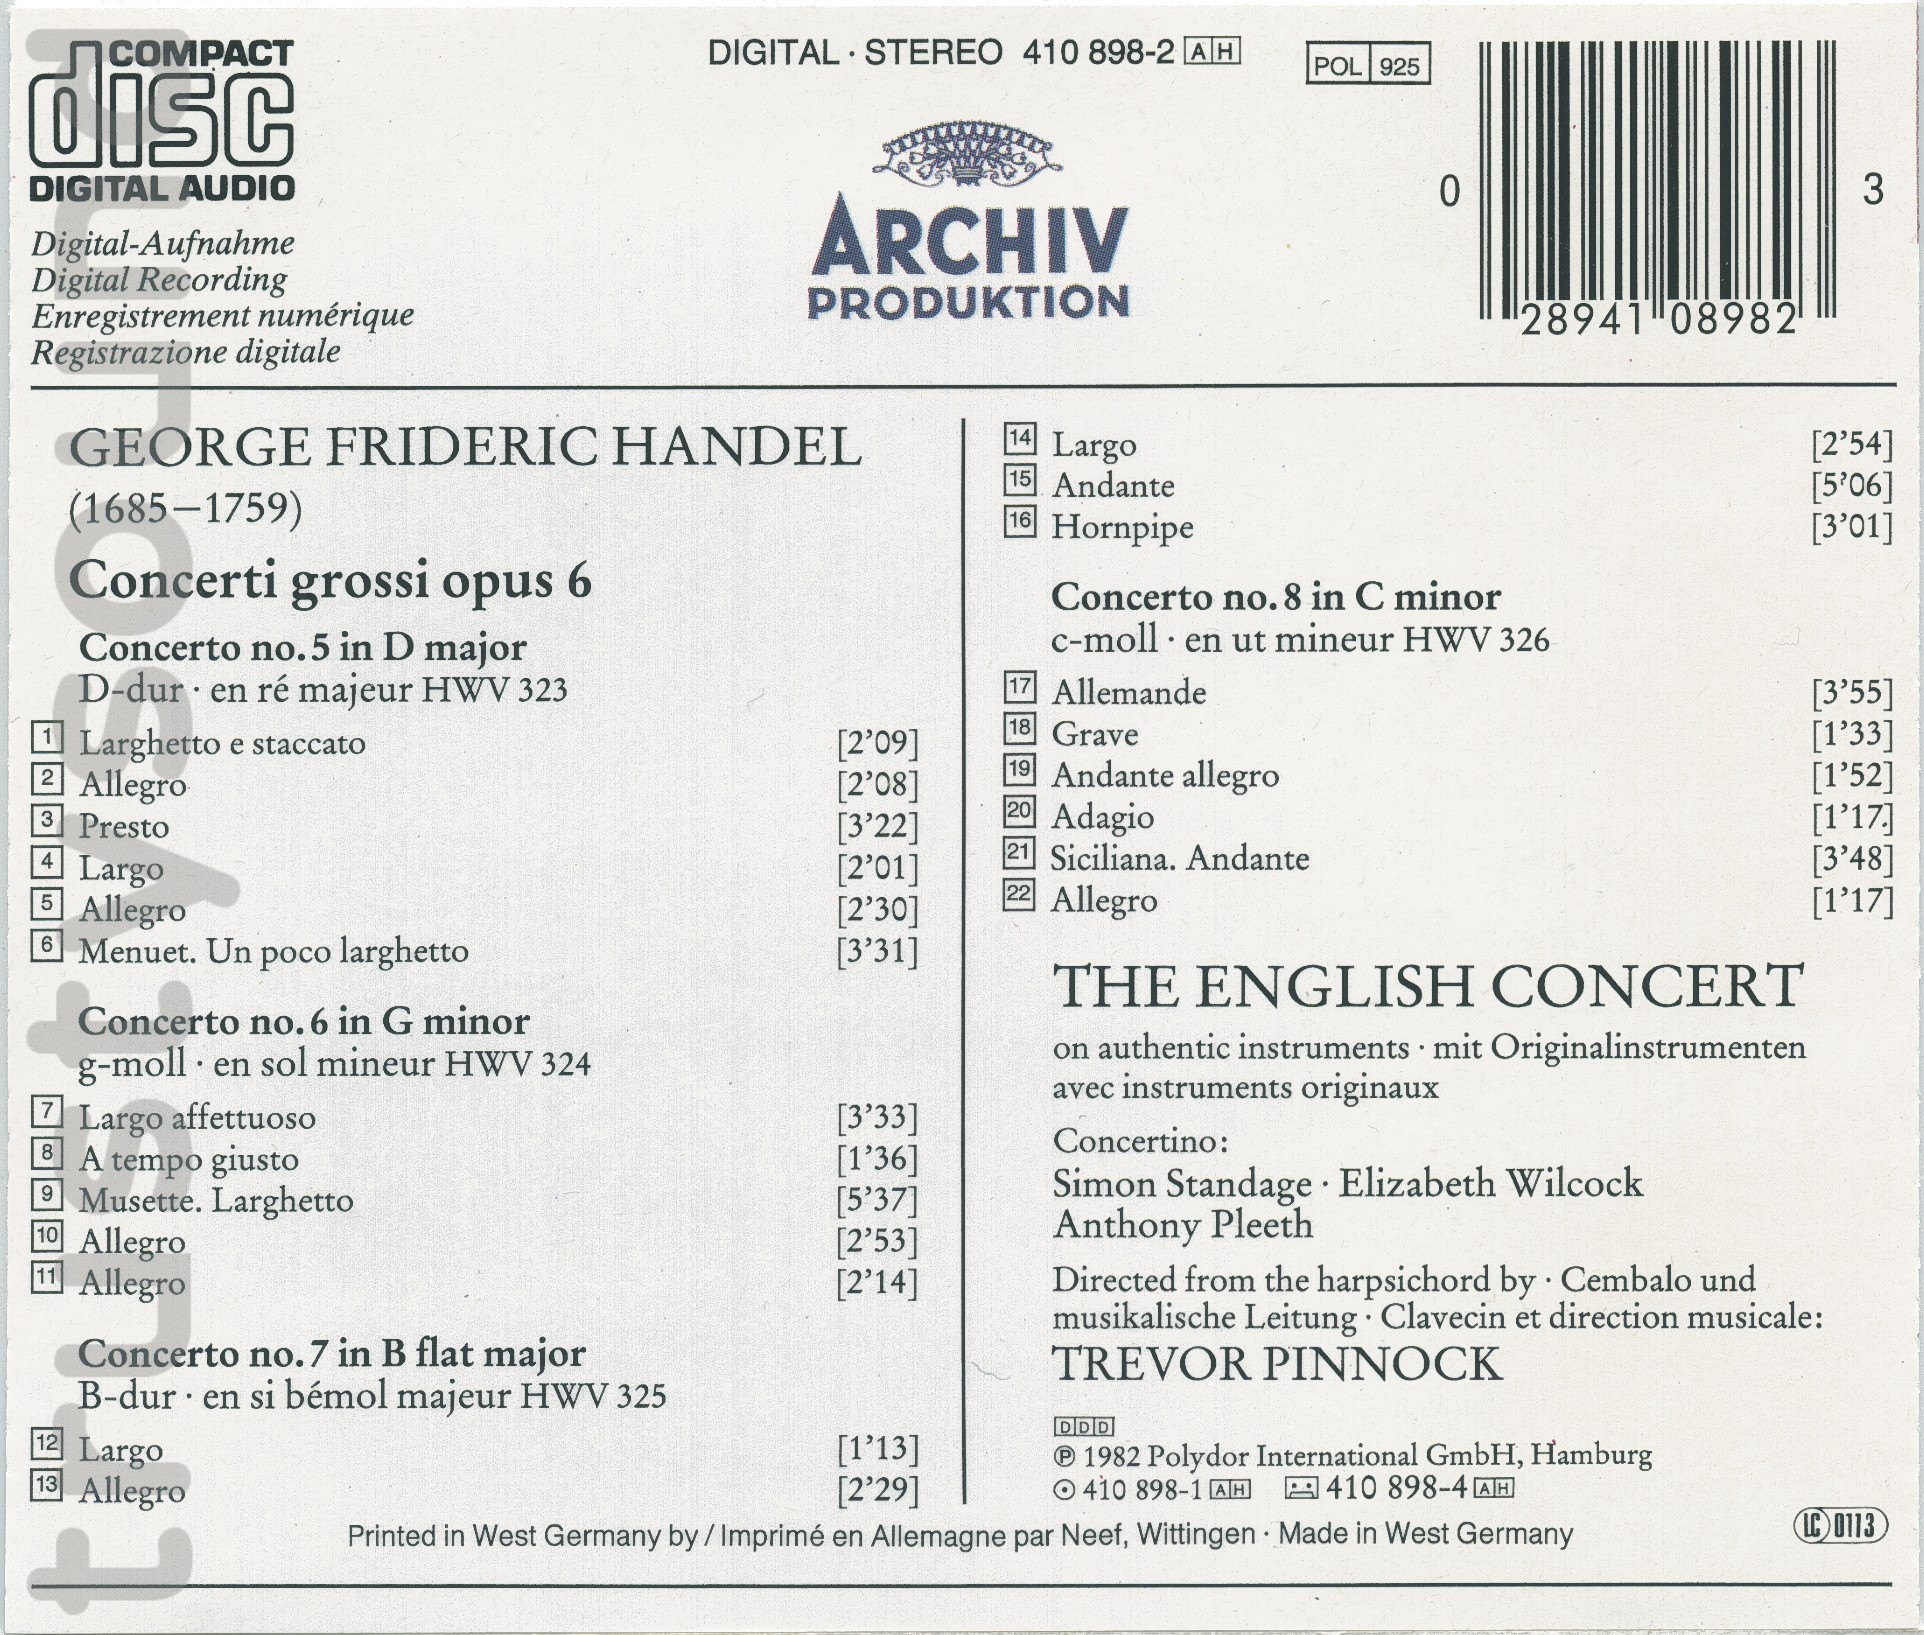 COMPACT
disc
DIGITAL AUDIO
Digital-Aufnahme
Digital Recording
Enregistrement numérique
Registrazione digitale
DIGITAL · STEREO 410 898-2 AH
POL 925
ARCHIV
PRODUKTION
0 28941 08982 3
GEORGE FRIDERIC HANDEL
(1685–1759)
Concerti grossi opus 6
Concerto no. 5 in D major
D-dur · en ré majeur HWV 323
1 Larghetto e staccato [2’09]
2 Allegro [2’08]
3 Presto [3’22]
4 Largo [2’01]
5 Allegro [2’30]
6 Menuet. Un poco larghetto [3’31]
Concerto no. 6 in G minor
g-moll · en sol mineur HWV 324
7 Largo affettuoso [3’33]
8 A tempo giusto [1’36]
9 Musette. Larghetto [5’37]
10 Allegro [2’53]
11 Allegro [2’14]
Concerto no. 7 in B flat major
B-dur · en si bémol majeur HWV 325
12 Largo [1’13]
13 Allegro [2’29]
14 Largo [2’54]
15 Andante [5’06]
16 Hornpipe [3’01]
Concerto no. 8 in C minor
c-moll · en ut mineur HWV 326
17 Allemande [3’55]
18 Grave [1’33]
19 Andante allegro [1’52]
20 Adagio [1’17]
21 Siciliana. Andante [3’48]
22 Allegro [1’17]
THE ENGLISH CONCERT
on authentic instruments · mit Originalinstrumenten
avec instruments originaux
Concertino:
Simon Standage · Elizabeth Wilcock
Anthony Pleeth
Directed from the harpsichord by · Cembalo und
musikalische Leitung · Clavecin et direction musicale:
TREVOR PINNOCK
DDD
℗ 1982 Polydor International GmbH, Hamburg
410 898-1 AH 410 898-4 AH
Printed in West Germany by / Imprimé en Allemagne par Neef, Wittingen · Made in West Germany
LC 0113
trustysound